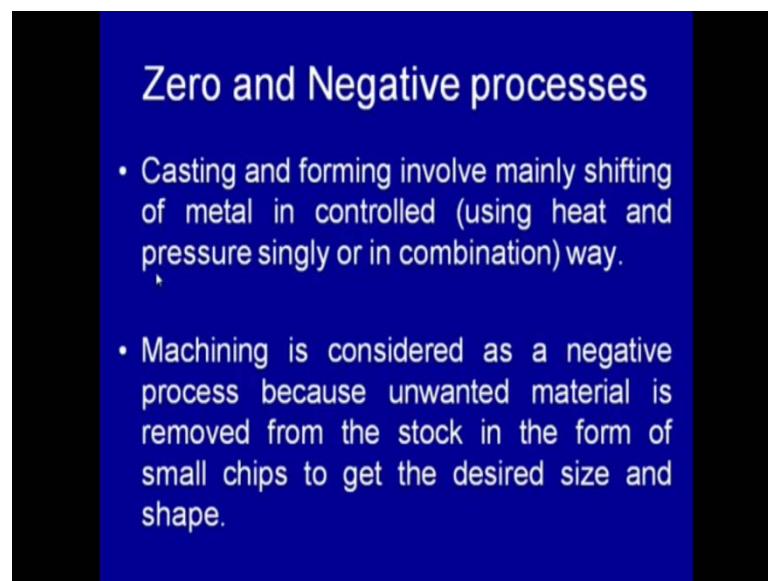 Zero and Negative processes
• Casting and forming involve mainly shifting
of metal in controlled (using heat and
pressure singly or in combination) way.
• Machining is considered as a negative
process because unwanted material is
removed from the stock in the form of
small chips to get the desired size and
shape.